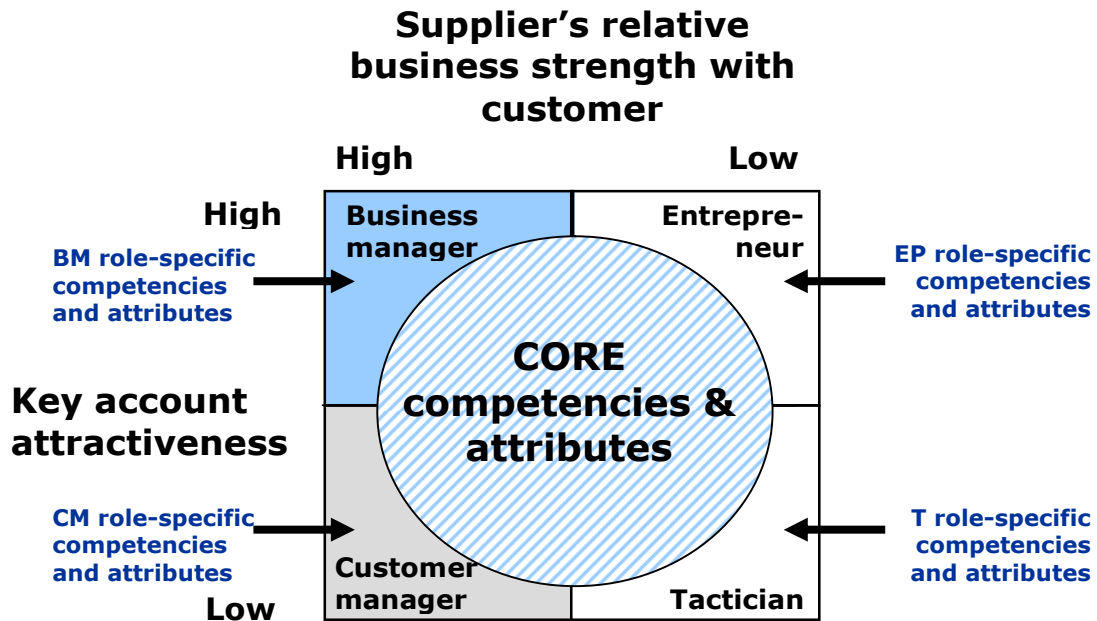 Supplier’s relative
business strength with
customer
High
Low
High
Business
manager
Entrepre-
neur
BM role-specific
competencies
and attributes
EP role-specific
competencies
and attributes
CORE
competencies &
attributes
Key account
attractiveness
CM role-specific
competencies
and attributes
T role-specific
competencies
and attributes
Customer
manager
Tactician
Low